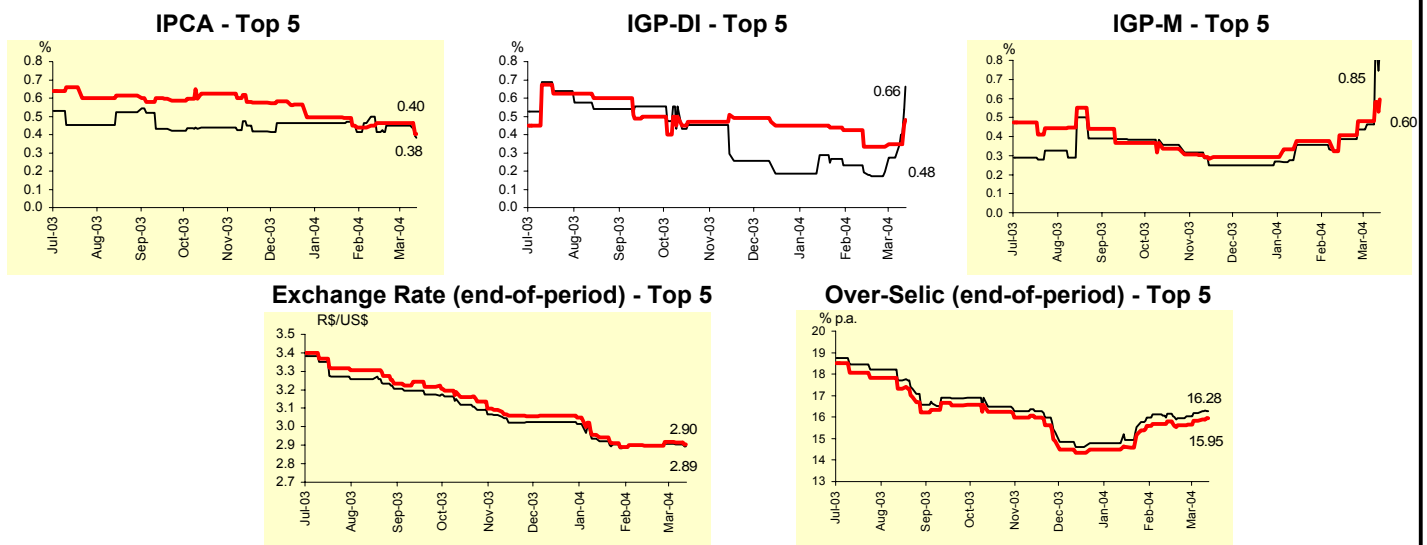 IPCA - Top 5
%
0.8
0.7
0.6
0.5
0.4
0.3
0.2
0.1
0.0
0.40
0.38
Jul-03
Aug-03
Sep-03
Oct-03
Nov-03
Dec-03
Jan-04
Feb-04
Mar-04
IGP-DI - Top 5
%
0.8
0.7
0.6
0.5
0.4
0.3
0.2
0.1
0.0
0.66
0.48
Jul-03
Aug-03
Sep-03
Oct-03
Nov-03
Dec-03
Jan-04
Feb-04
Mar-04
IGP-M - Top 5
%
0.8
0.7
0.6
0.5
0.4
0.3
0.2
0.1
0.0
0.85
0.60
Jul-03
Aug-03
Sep-03
Oct-03
Nov-03
Dec-03
Jan-04
Feb-04
Mar-04
Exchange Rate (end-of-period) - Top 5
R$/US$
3.5
3.4
3.3
3.2
3.1
3.0
2.9
2.8
2.7
2.90
2.89
Jul-03
Aug-03
Sep-03
Oct-03
Nov-03
Dec-03
Jan-04
Feb-04
Mar-04
Over-Selic (end-of-period) - Top 5
% p.a.
20
19
18
17
16
15
14
13
16.28
15.95
Jul-03
Aug-03
Sep-03
Oct-03
Nov-03
Dec-03
Jan-04
Feb-04
Mar-04